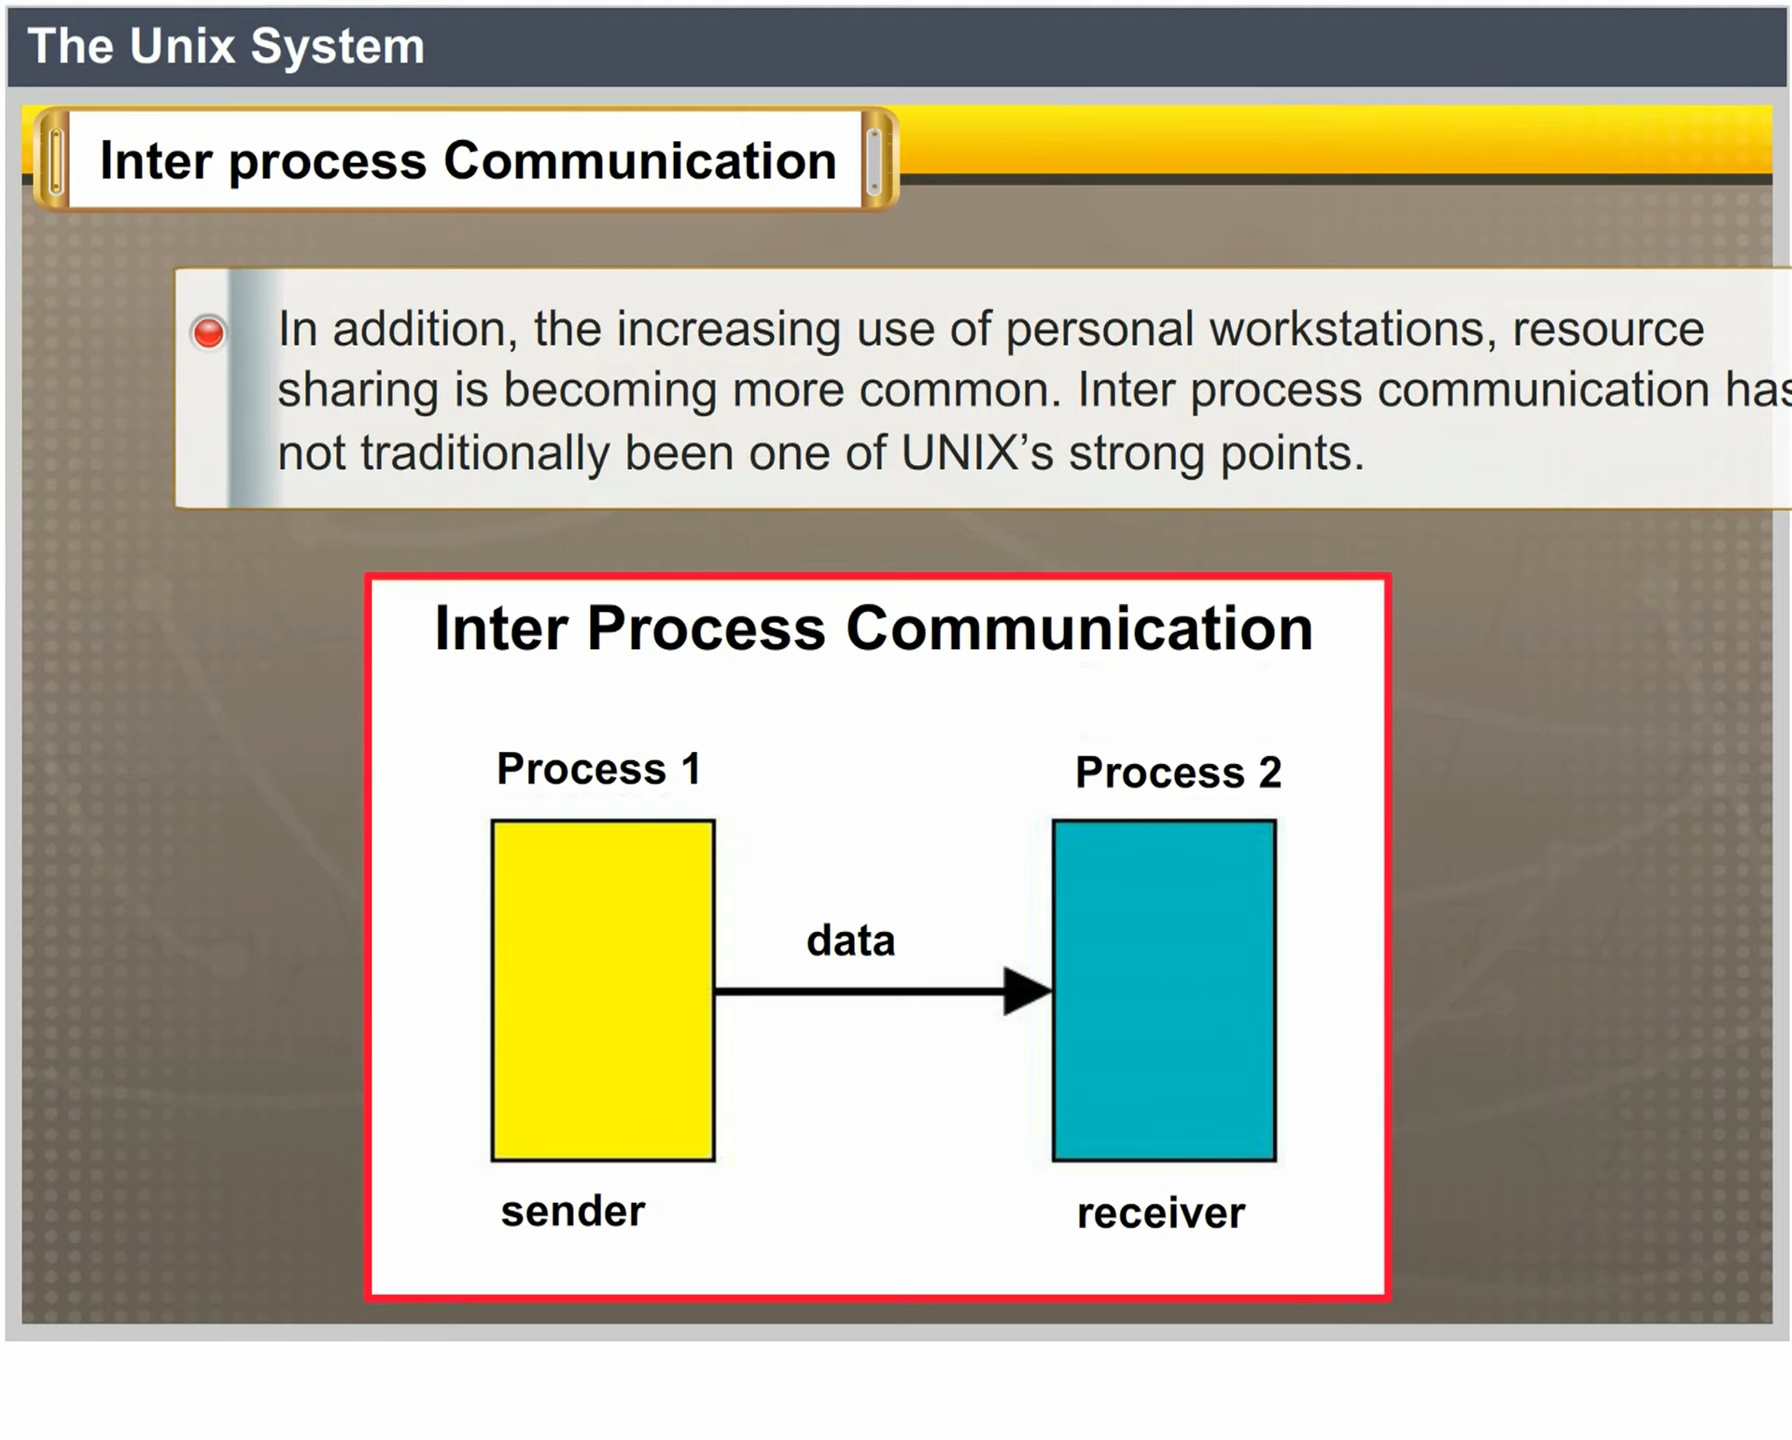 The Unix System
Inter process Communication
In addition, the increasing use of personal workstations, resource
sharing is becoming more common. Inter process communication has
not traditionally been one of UNIX’s strong points.
Inter Process Communication
Process 1
Process 2
data
sender
receiver